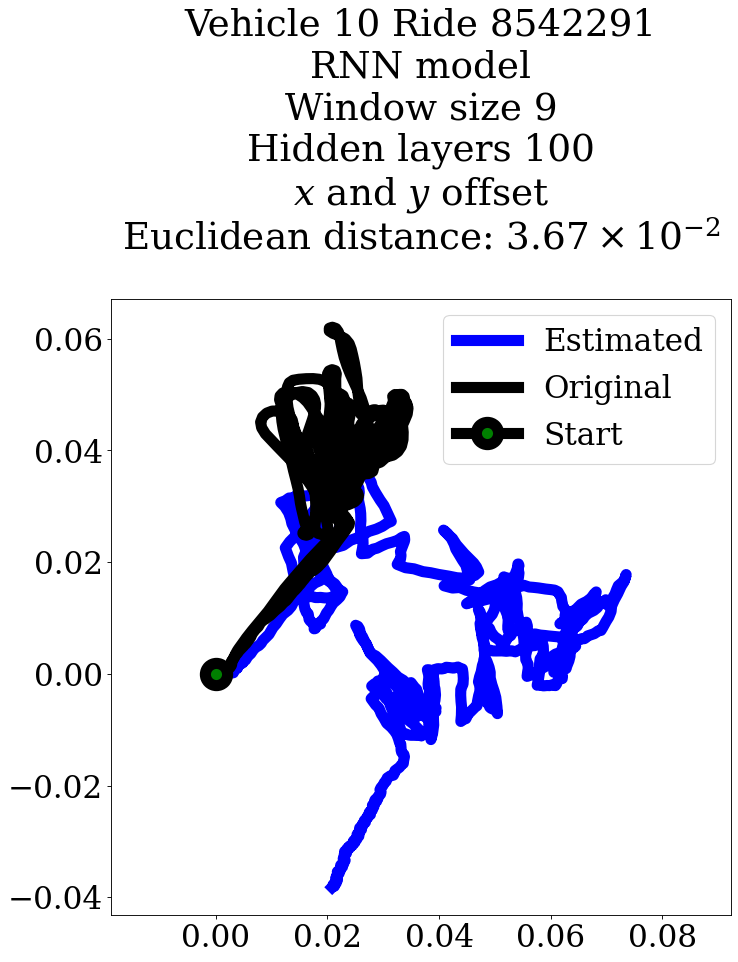 Vehicle 10 Ride 8542291
RNN model
Window size 9
Hidden layers 100
x and y offset
Euclidean distance: 3.67 × 10⁻²
Estimated
Original
Start
0.06
0.04
0.02
0.00
−0.02
−0.04
0.00 0.02 0.04 0.06 0.08